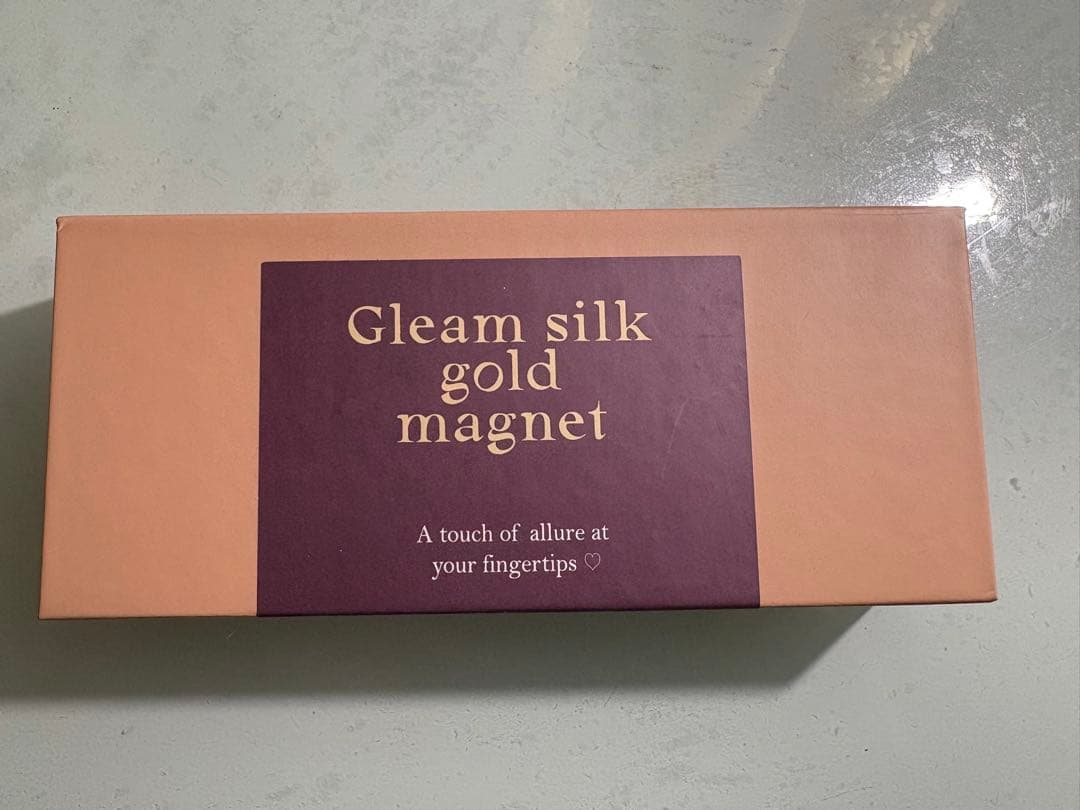 Gleam silk
gold
magnet
A touch of allure at
your fingertips ♡